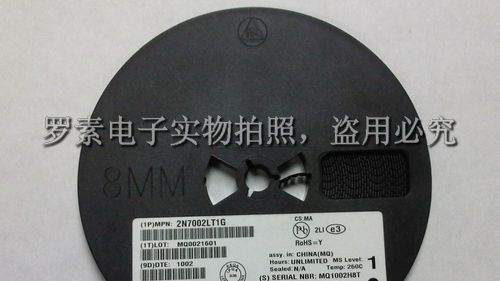 罗素电子实物拍照，盗用必究
8MM
(1P)MPN: 2N7002LT1G
CS:MA
Pb 2LI e3
RoHS=Y
(1T)LOT: MQ0021601
assy. in: CHINA(MQ)
Hours: UNLIMITED MS Level: 1
(9D)DTE: 1002
Sealed:N/A Temp: 260C
(S) SERIAL NBR: MQ1002H8T